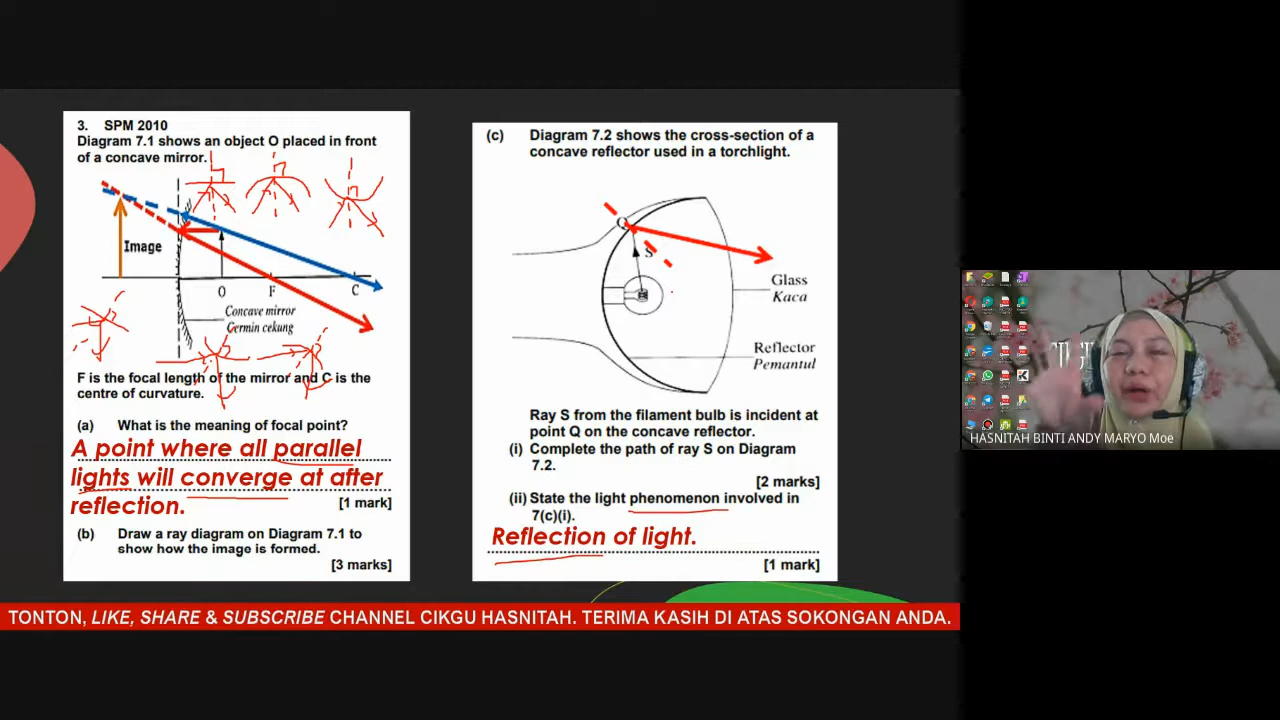 3. SPM 2010
Diagram 7.1 shows an object O placed in front
of a concave mirror.
Image
O
F
C
Concave mirror
Cermin cekung
F is the focal length of the mirror and C is the
centre of curvature.
(a) What is the meaning of focal point?
A point where all parallel
lights will converge at after
reflection.
[1 mark]
(b) Draw a ray diagram on Diagram 7.1 to
show how the image is formed.
[3 marks]
(c) Diagram 7.2 shows the cross-section of a
concave reflector used in a torchlight.
Q
S
Glass
Kaca
Reflector
Pemantul
Ray S from the filament bulb is incident at
point Q on the concave reflector.
(i) Complete the path of ray S on Diagram
7.2.
[2 marks]
(ii) State the light phenomenon involved in
7(c)(i).
Reflection of light.
[1 mark]
HASNITAH BINTI ANDY MARYO Moe
TONTON, LIKE, SHARE & SUBSCRIBE CHANNEL CIKGU HASNITAH. TERIMA KASIH DI ATAS SOKONGAN ANDA.